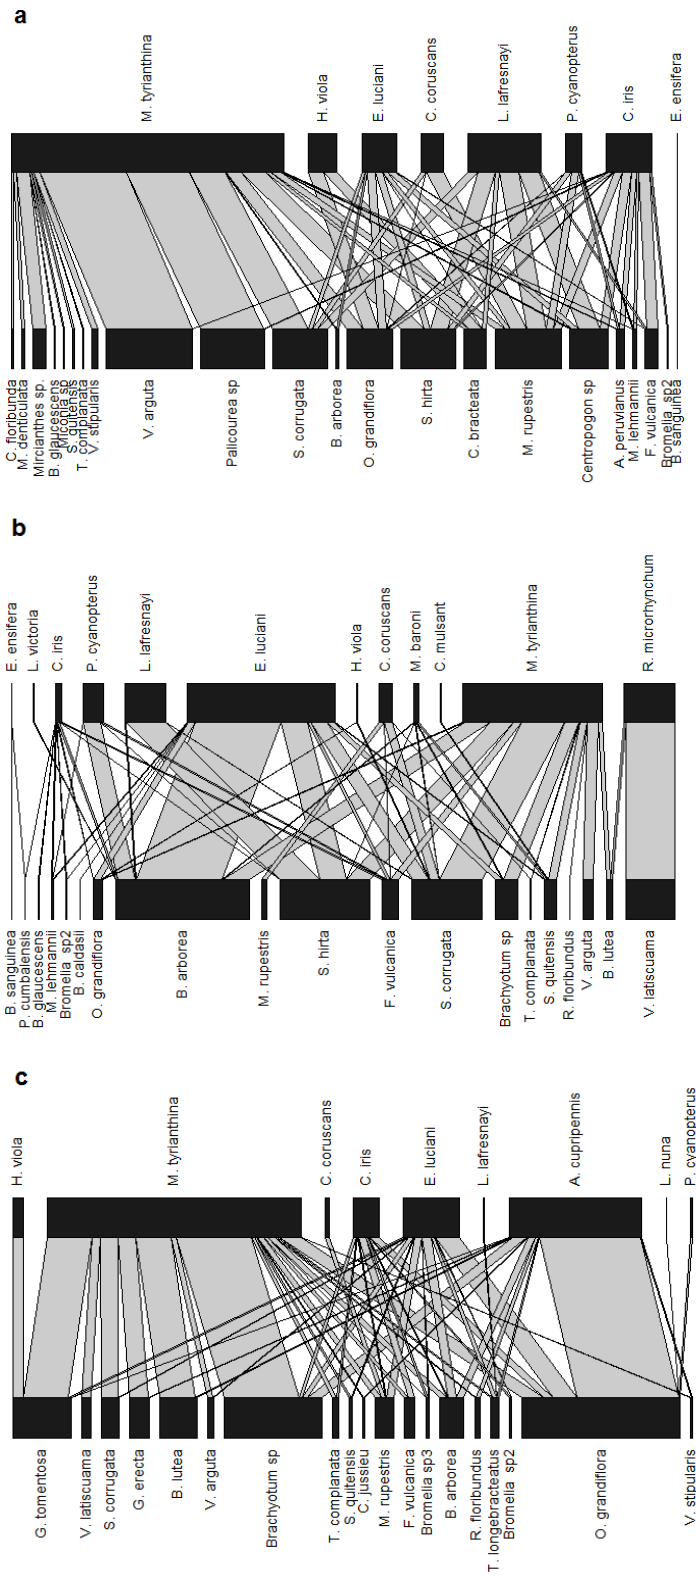 a
M. tyrianthina
H. viola
E. luciani
C. coruscans
L. lafresnayi
P. cyanopterus
C. iris
E. ensifera
C. floribunda
M. denticulata
Mircianthes sp.
B. glaucescens
Miconia sp
S. quitensis
T. complanata
V. stipularis
V. arguta
Palicourea sp
S. corrugata
B. arborea
O. grandiflora
S. hirta
C. bracteata
M. rupestris
Centropogon sp
A. peruvianus
M. lehmannii
F. vulcanica
Bromelia sp2
B. sanguinea
b
E. ensifera
L. victoria
C. iris
P. cyanopterus
L. lafresnayi
E. luciani
H. viola
C. coruscans
M. baroni
C. mulsant
M. tyrianthina
R. microrhynchum
B. sanguinea
P. cumbalensis
B. glaucescens
M. lehmannii
Bromelia sp2
B. caldasii
O. grandiflora
B. arborea
M. rupestris
S. hirta
F. vulcanica
S. corrugata
Brachyotum sp
T. complanata
S. quitensis
R. floribundus
V. arguta
B. lutea
V. latiscuama
c
H. viola
M. tyrianthina
C. coruscans
C. iris
E. luciani
L. lafresnayi
A. cupripennis
L. nuna
P. cyanopterus
G. tomentosa
V. latiscuama
S. corrugata
G. erecta
B. lutea
V. arguta
Brachyotum sp
T. complanata
S. quitensis
C. jussieu
M. rupestris
F. vulcanica
Bromelia sp3
B. arborea
R. floribundus
T. longebracteatus
Bromelia sp2
O. grandiflora
V. stipularis